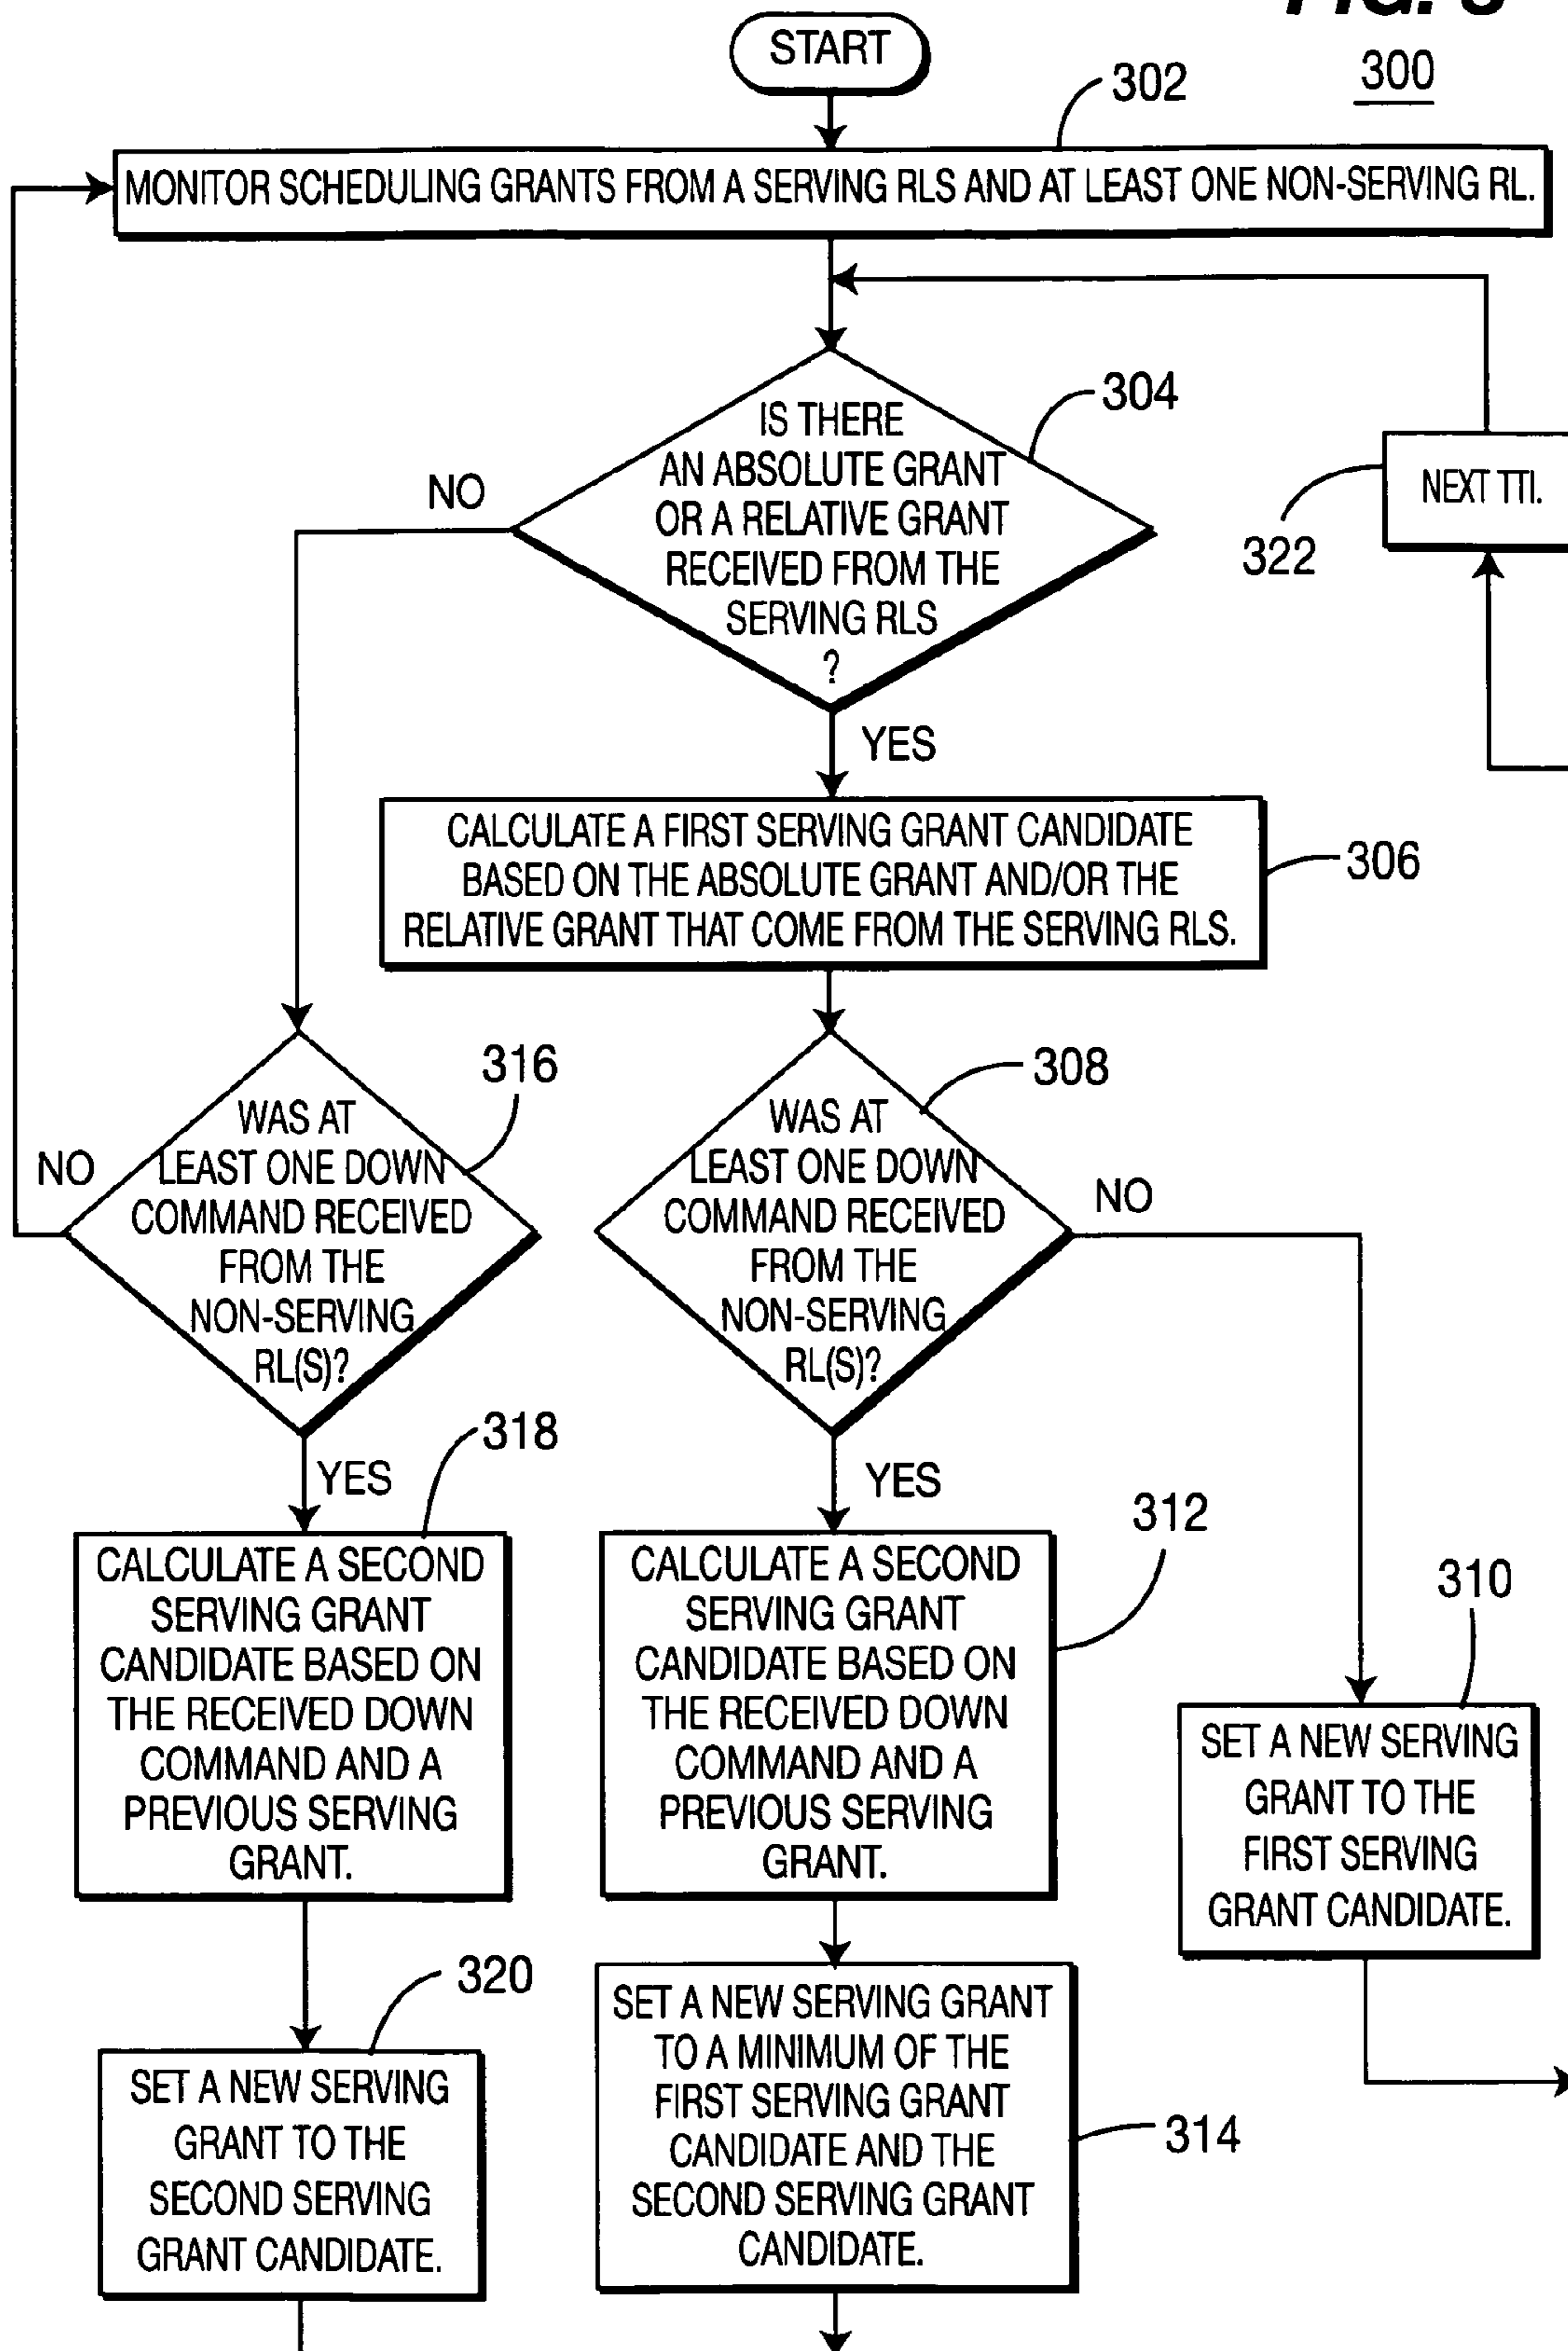 START
302
300
MONITOR SCHEDULING GRANTS FROM A SERVING RLS AND AT LEAST ONE NON-SERVING RL.
304
IS THERE
AN ABSOLUTE GRANT
OR A RELATIVE GRANT
RECEIVED FROM THE
SERVING RLS
?
NO
NEXT TTI.
322
YES
CALCULATE A FIRST SERVING GRANT CANDIDATE
BASED ON THE ABSOLUTE GRANT AND/OR THE
RELATIVE GRANT THAT COME FROM THE SERVING RLS.
306
316
WAS AT
LEAST ONE DOWN
COMMAND RECEIVED
FROM THE
NON-SERVING
RL(S)?
NO
308
WAS AT
LEAST ONE DOWN
COMMAND RECEIVED
FROM THE
NON-SERVING
RL(S)?
NO
YES
318
YES
312
CALCULATE A SECOND
SERVING GRANT
CANDIDATE BASED ON
THE RECEIVED DOWN
COMMAND AND A
PREVIOUS SERVING
GRANT.
CALCULATE A SECOND
SERVING GRANT
CANDIDATE BASED ON
THE RECEIVED DOWN
COMMAND AND A
PREVIOUS SERVING
GRANT.
310
SET A NEW SERVING
GRANT TO THE
FIRST SERVING
GRANT CANDIDATE.
320
SET A NEW SERVING
GRANT TO THE
SECOND SERVING
GRANT CANDIDATE.
SET A NEW SERVING GRANT
TO A MINIMUM OF THE
FIRST SERVING GRANT
CANDIDATE AND THE
SECOND SERVING GRANT
CANDIDATE.
314